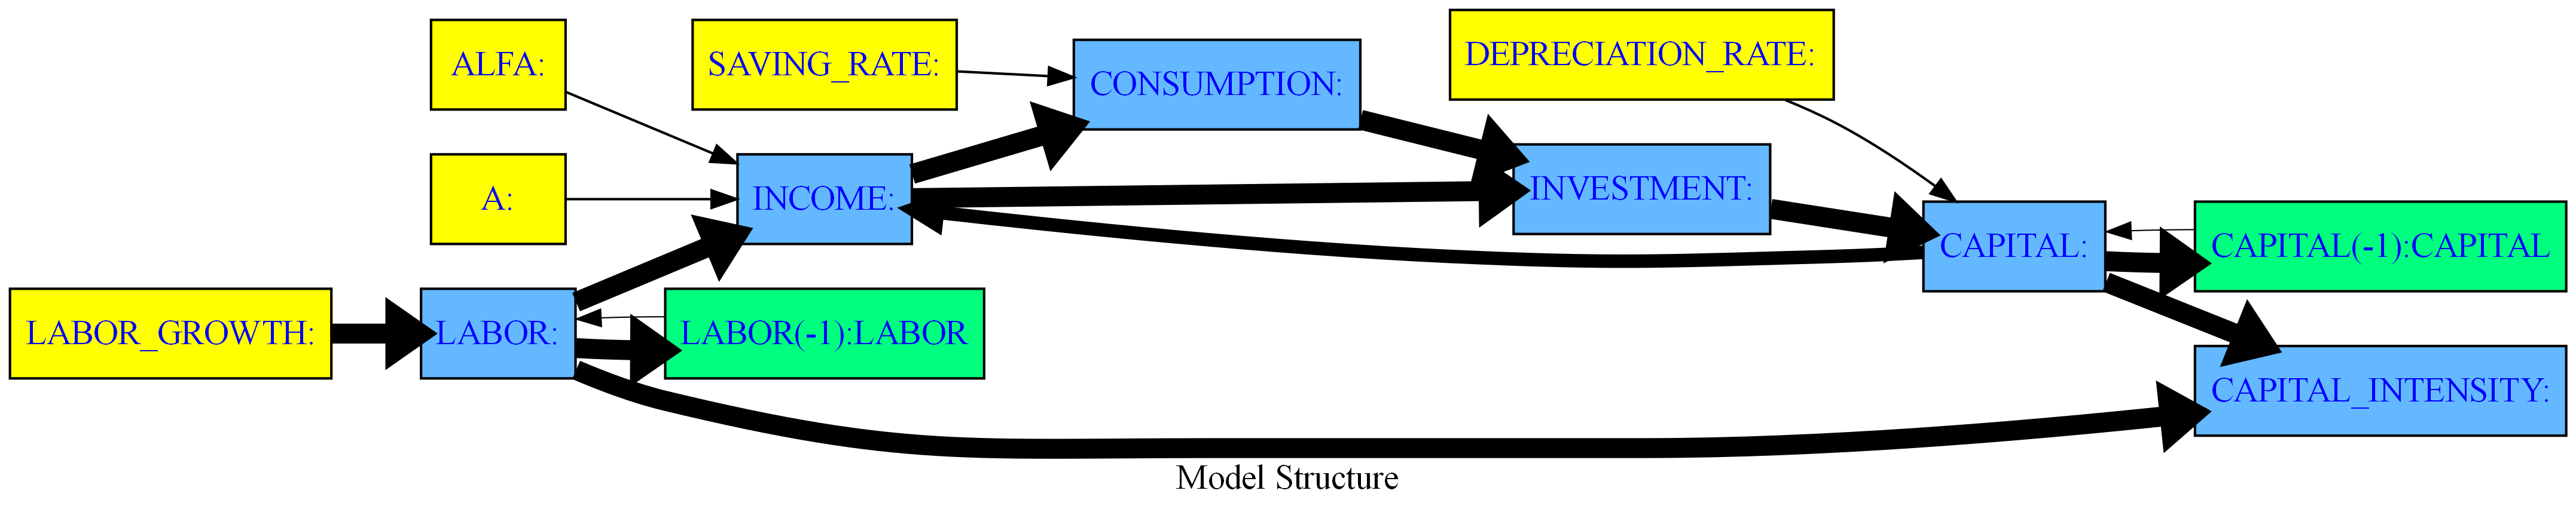 ALFA:
SAVING_RATE:
CONSUMPTION:
DEPRECIATION_RATE:
A:
INCOME:
INVESTMENT:
CAPITAL:
CAPITAL(-1):CAPITAL
LABOR_GROWTH:
LABOR:
LABOR(-1):LABOR
CAPITAL_INTENSITY:
Model Structure